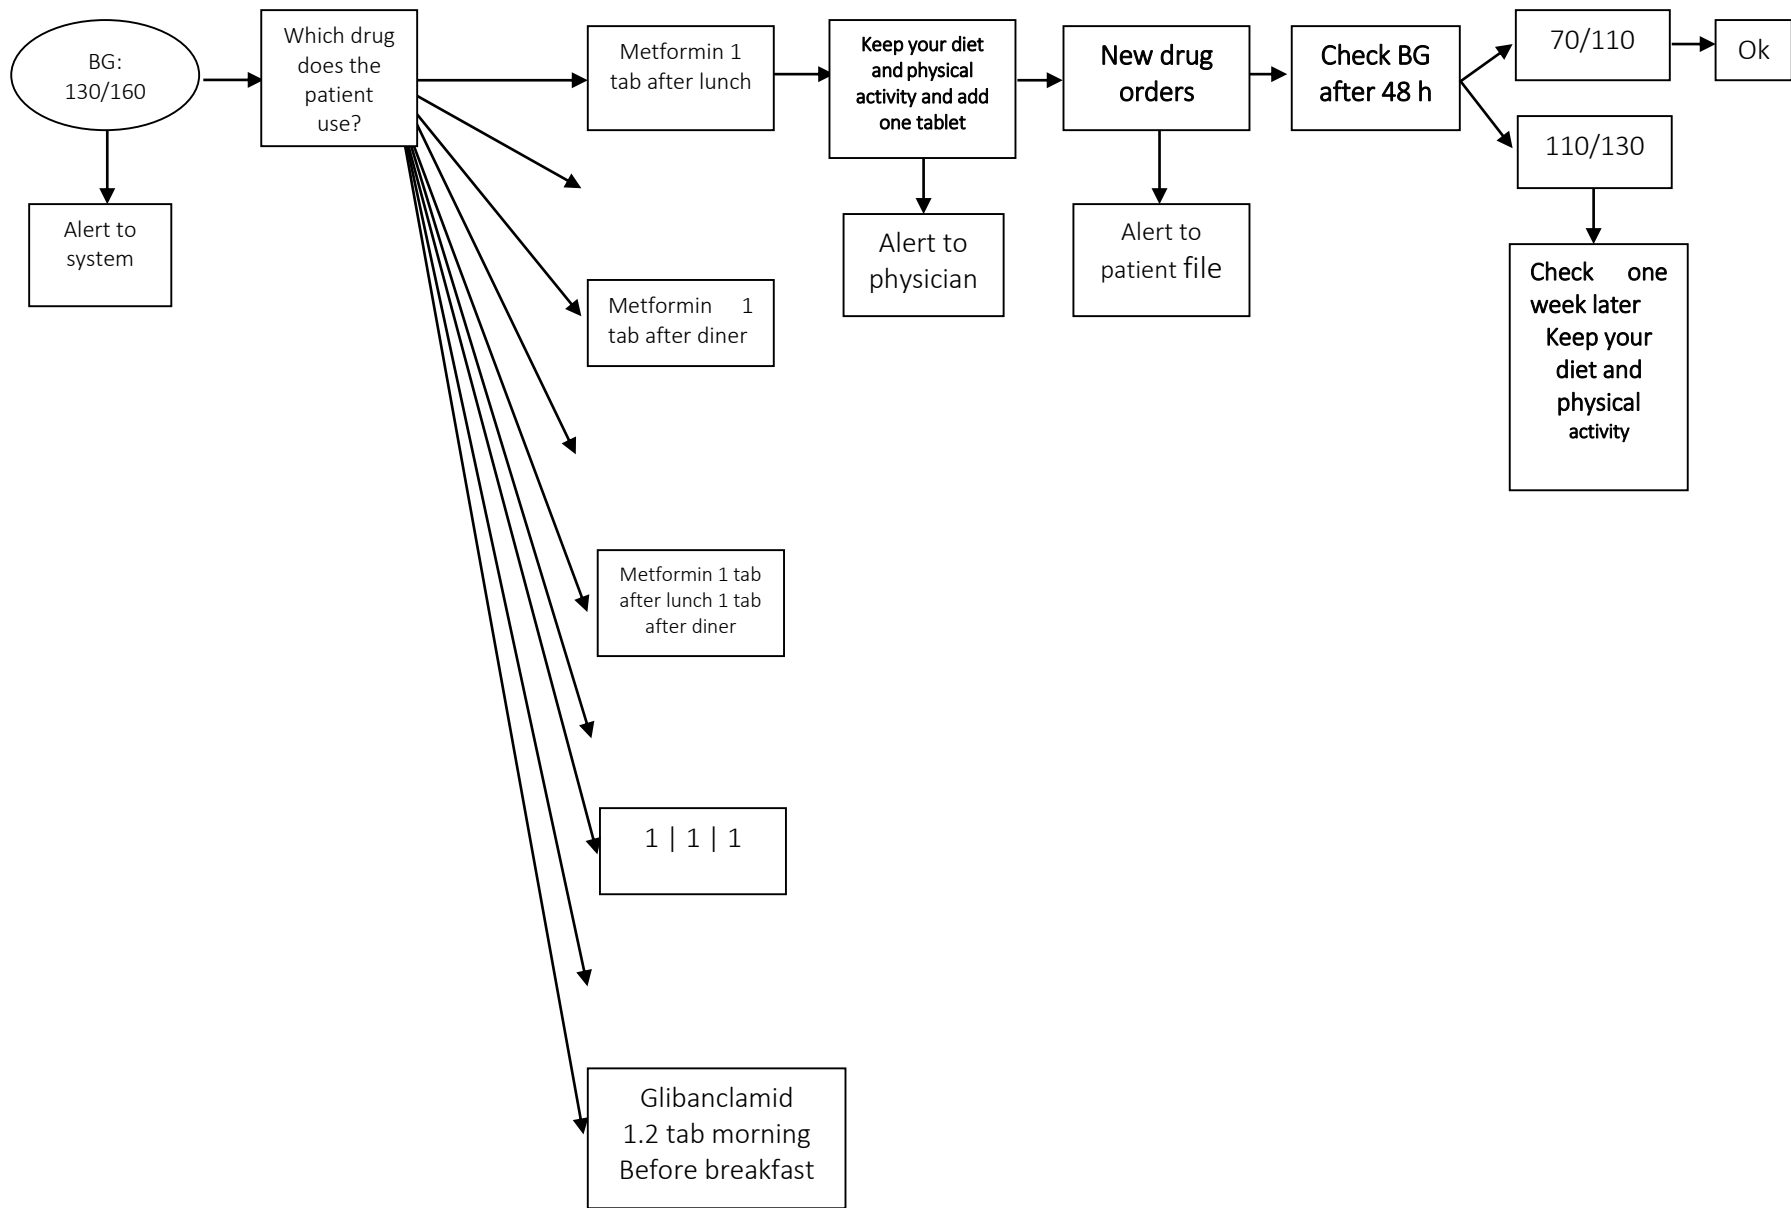 BG:
130/160
Alert to
system
Which drug
does the
patient
use?
Metformin 1
tab after lunch
Keep your diet
and physical
activity and add
one tablet
Alert to
physician
New drug
orders
Alert to
patient file
Check BG
after 48 h
70/110
Ok
110/130
Check one
week later
Keep your
diet and
physical
activity
Metformin 1
tab after diner
Metformin 1 tab
after lunch 1 tab
after diner
1 | 1 | 1
Glibanclamid
1.2 tab morning
Before breakfast